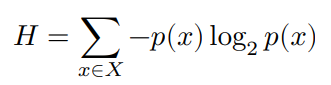 H = ∑_{x∈X} −p(x) log₂ p(x)